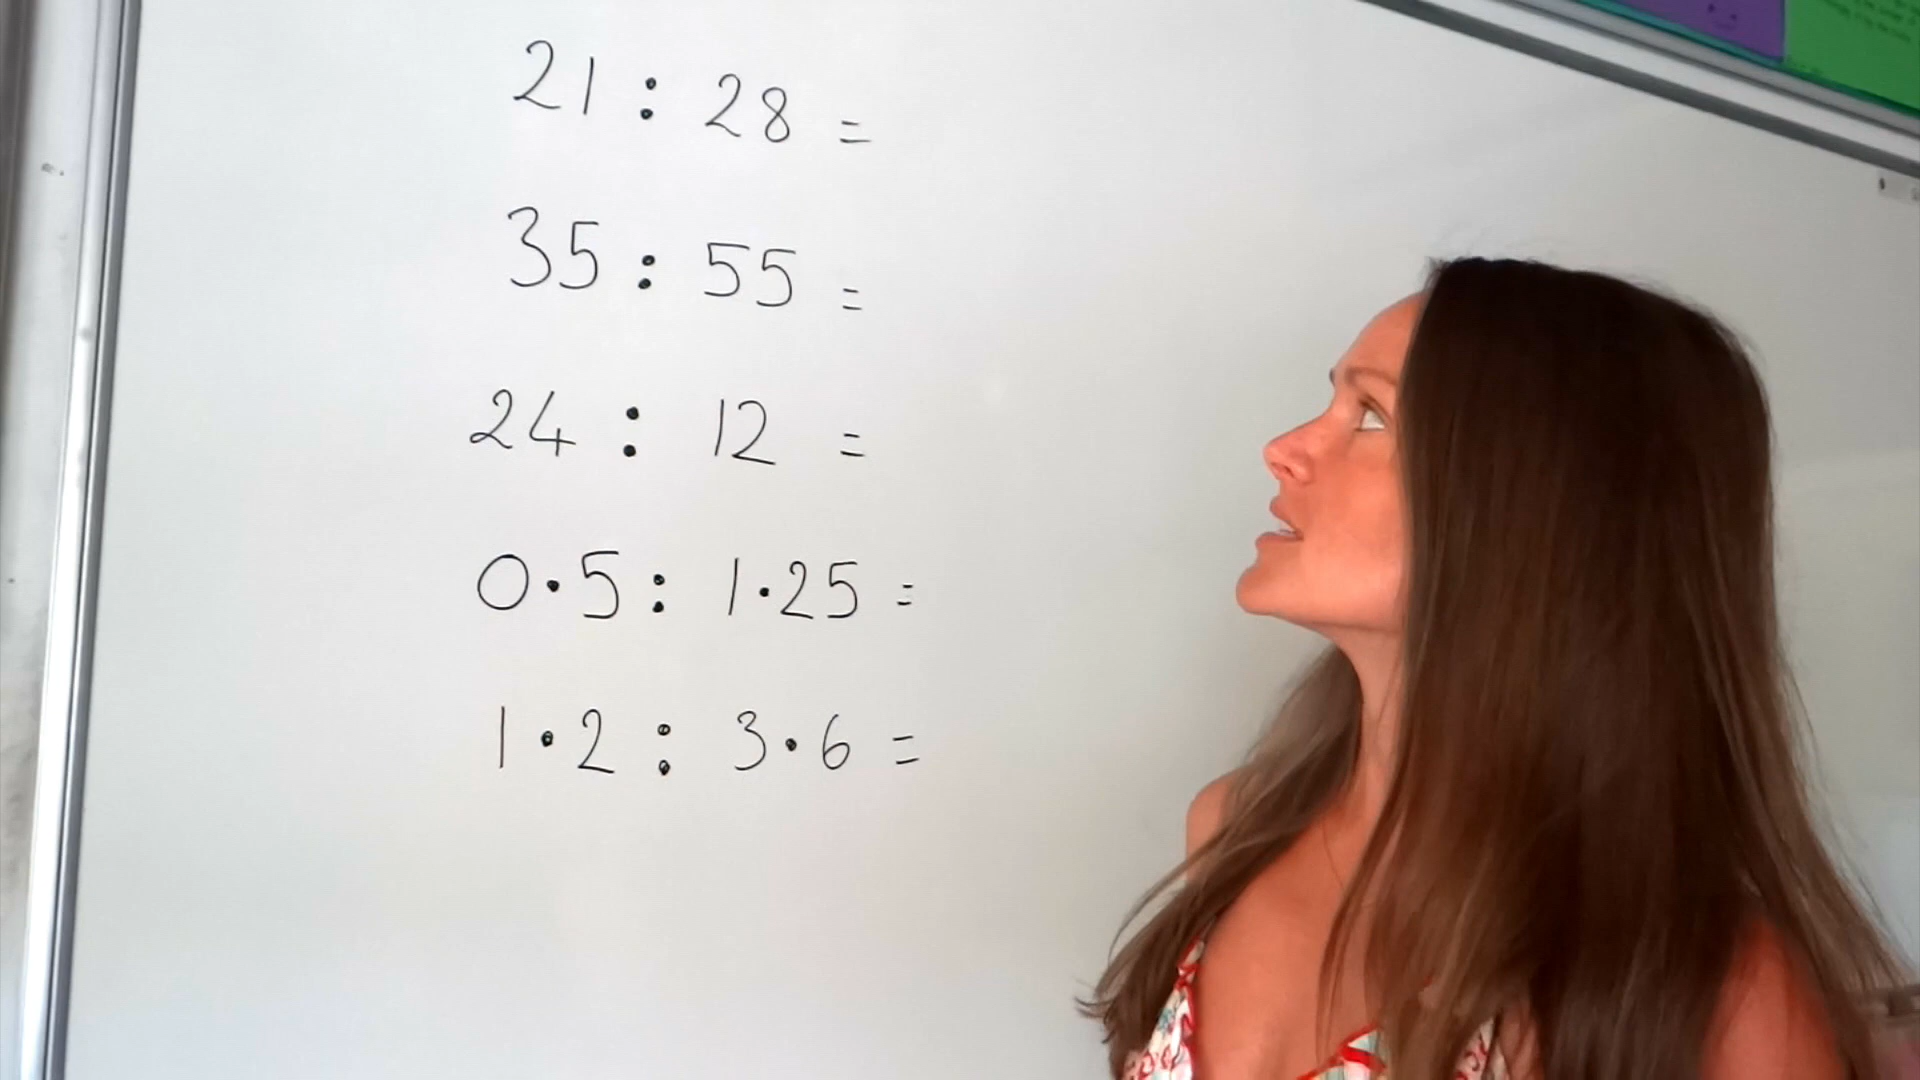 21 : 28 =
35 : 55 =
24 : 12 =
0·5 : 1·25 =
1·2 : 3·6 =